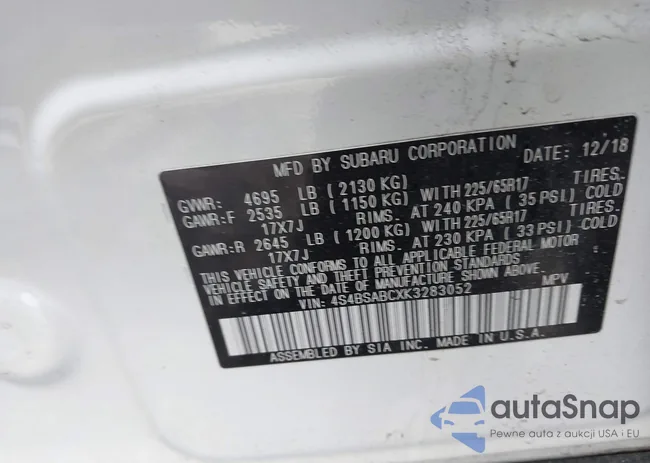 MFD BY SUBARU CORPORATION DATE: 12/18
GVWR: 4695 LB ( 2130 KG)
GAWR:F 2535 LB ( 1150 KG) WITH 225/65R17 TIRES.
17X7J RIMS. AT 240 KPA ( 35 PSI) COLD
GAWR:R 2645 LB ( 1200 KG) WITH 225/65R17 TIRES.
17X7J RIMS. AT 230 KPA ( 33 PSI) COLD
THIS VEHICLE CONFORMS TO ALL APPLICABLE FEDERAL MOTOR
VEHICLE SAFETY AND THEFT PREVENTION STANDARDS
IN EFFECT ON THE DATE OF MANUFACTURE SHOWN ABOVE.
VIN: 4S4BSABCXK3283052 MPV
ASSEMBLED BY SIA INC. MADE IN U.S.A.
autaSnap
Pewne auta z aukcji USA i EU